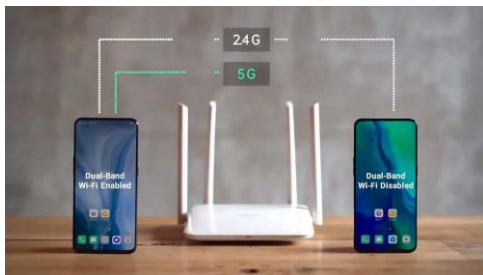 2.4G
5G
Dual-Band
Wi-Fi Enabled
Dual-Band
Wi-Fi Disabled